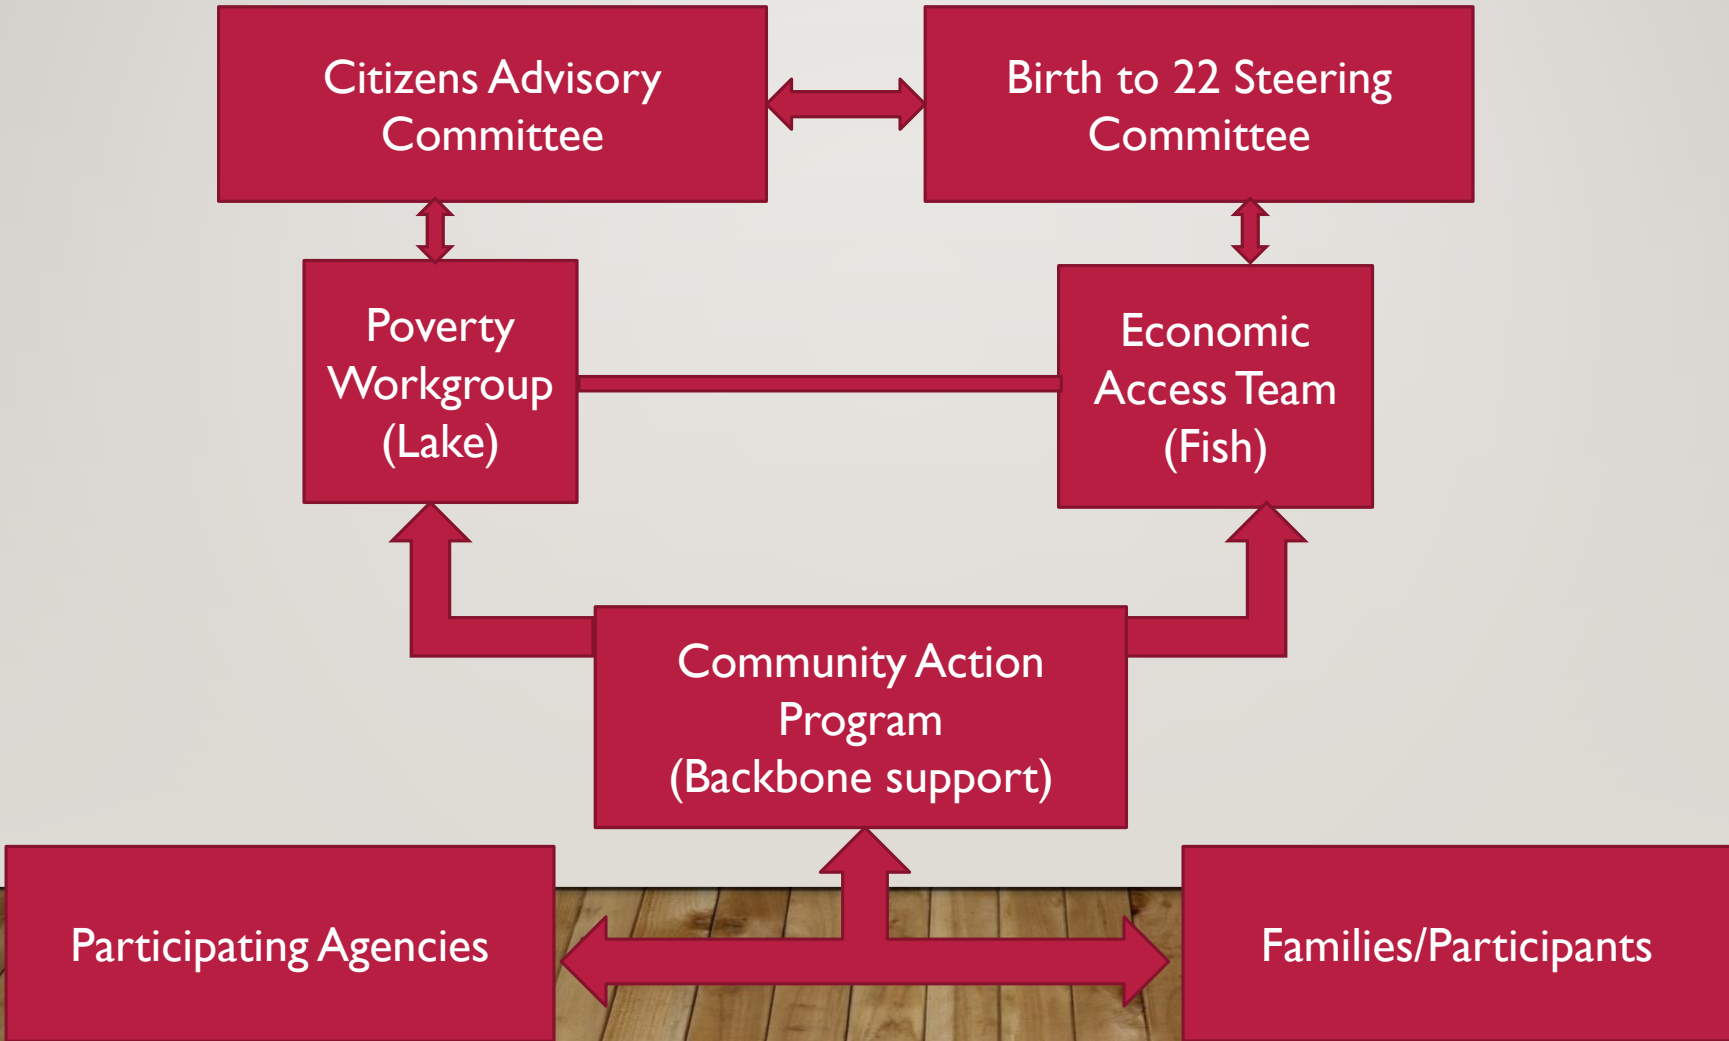 Citizens Advisory
Committee
Birth to 22 Steering
Committee
Poverty
Workgroup
(Lake)
Economic
Access Team
(Fish)
Community Action
Program
(Backbone support)
Participating Agencies
Families/Participants